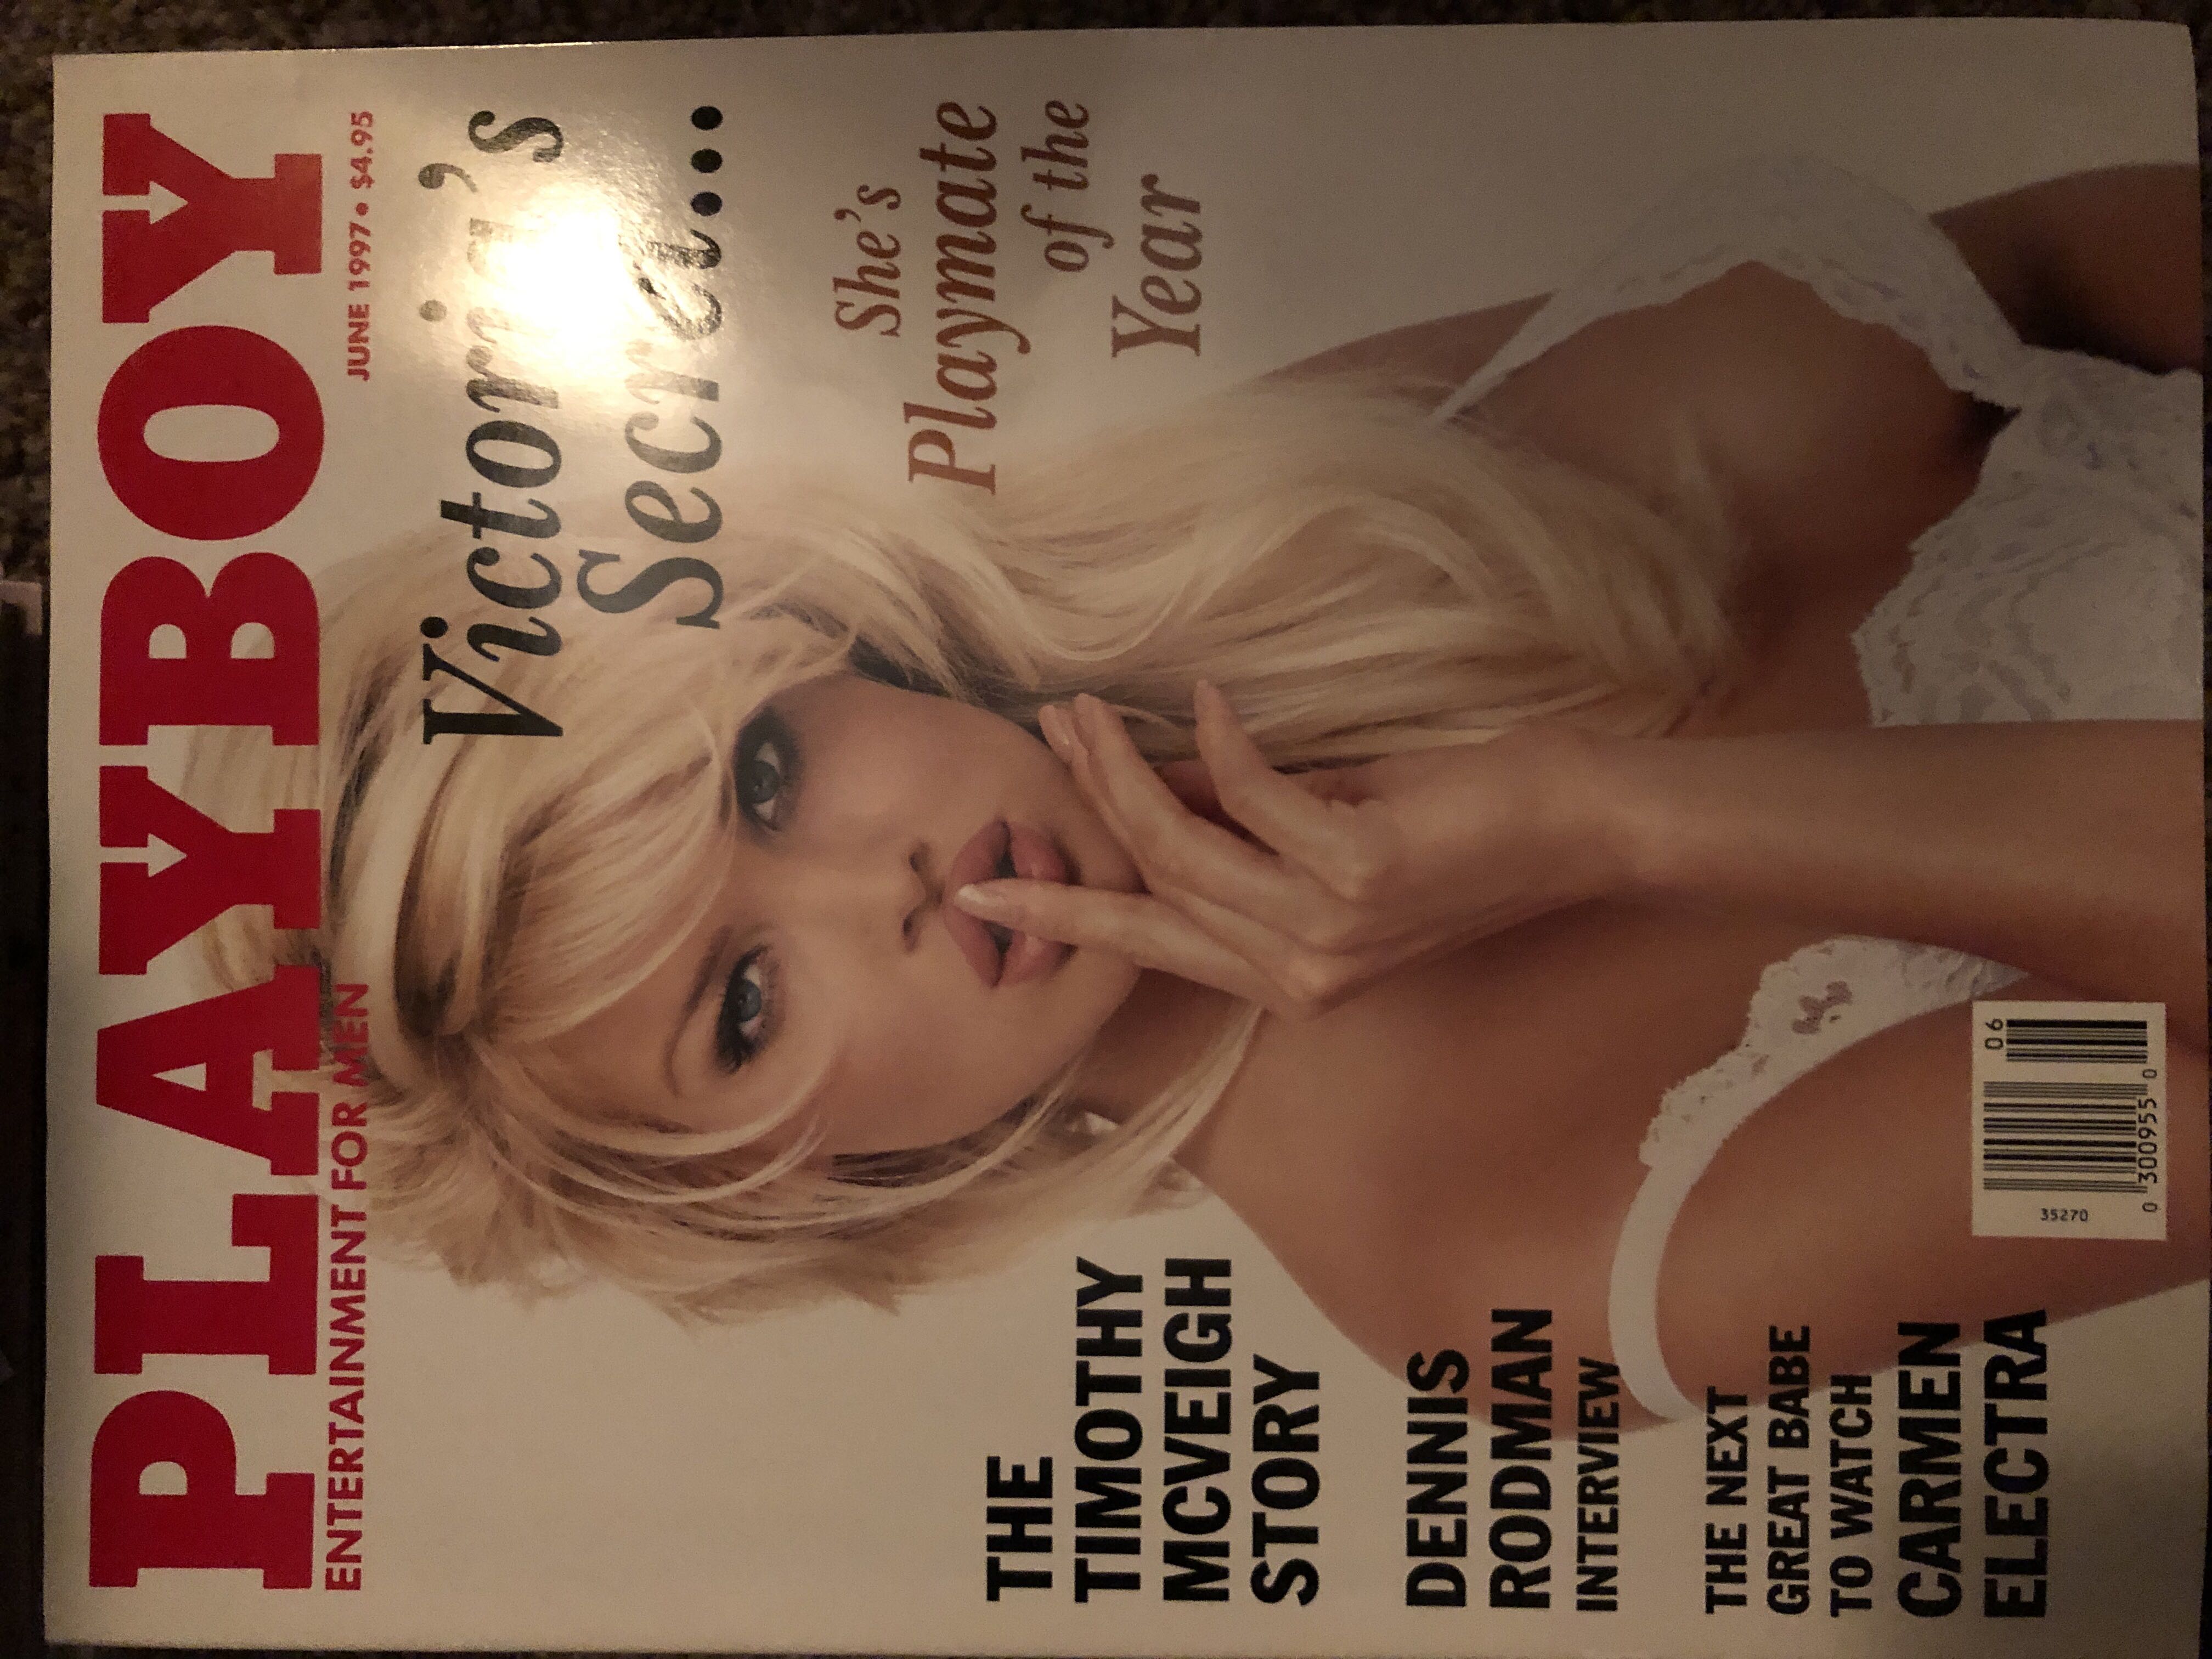 PLAYBOY
ENTERTAINMENT FOR MEN
JUNE 1997 • $4.95
Victoria's
Secret...
She's
Playmate
of the
Year
THE
TIMOTHY
MCVEIGH
STORY
DENNIS
RODMAN
INTERVIEW
THE NEXT
GREAT BABE
TO WATCH
CARMEN
ELECTRA
06
35270
0 300955 0